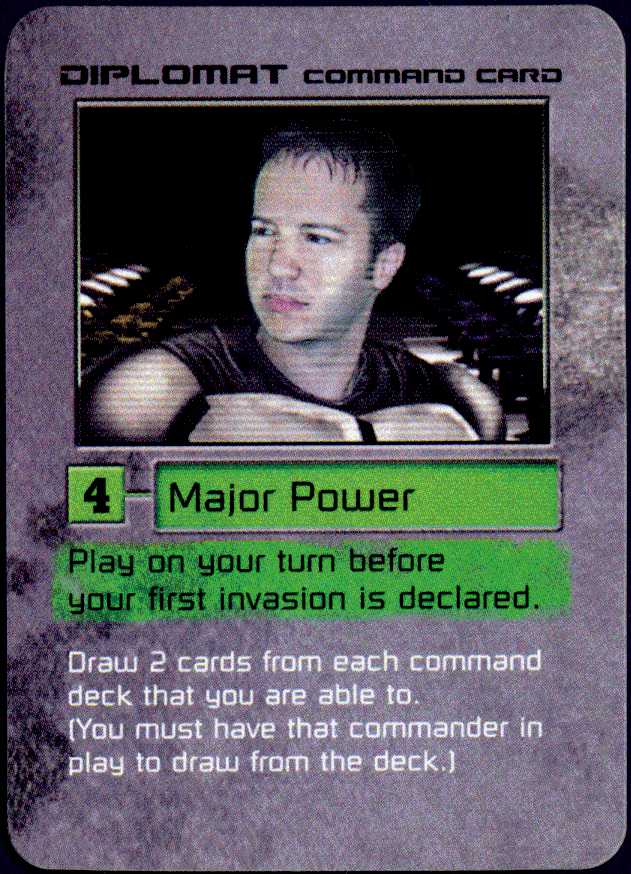 DIPLOMAT COMMAND CARD
4 Major Power
Play on your turn before
your first invasion is declared.
Draw 2 cards from each command
deck that you are able to.
(You must have that commander in
play to draw from the deck.)